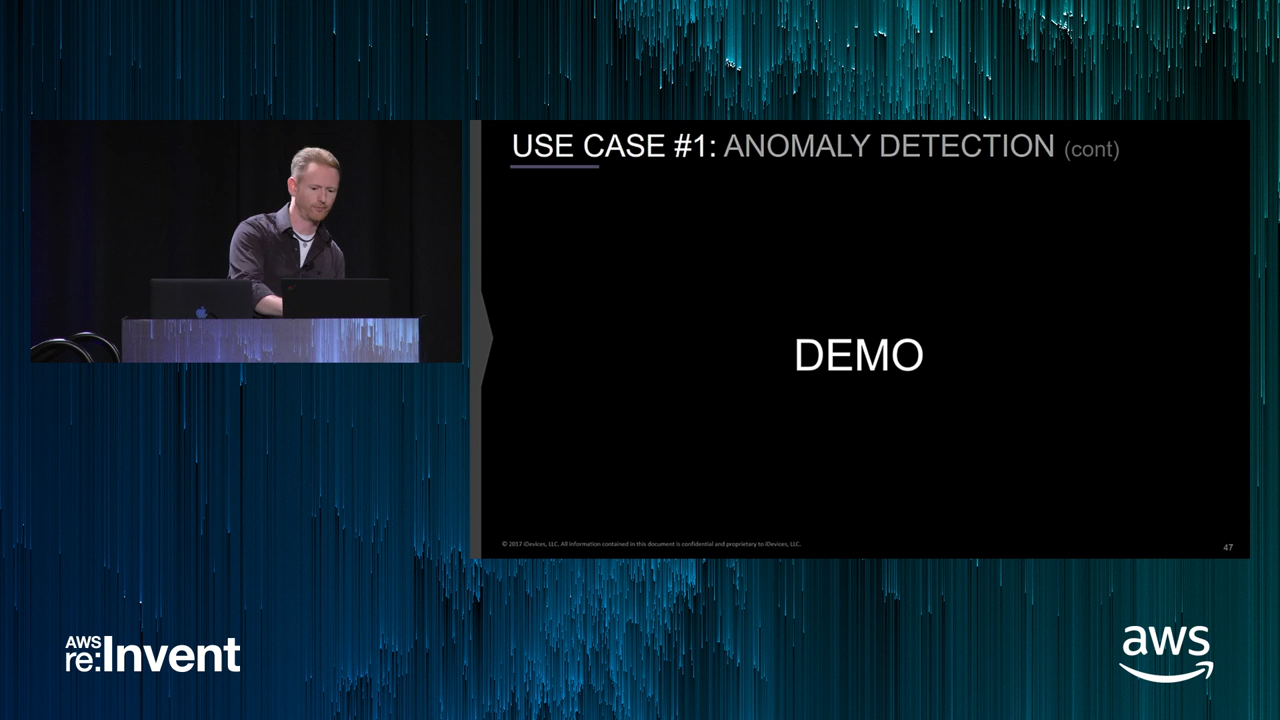 USE CASE #1: ANOMALY DETECTION (cont)
DEMO
© 2017 iDevices, LLC. All information contained in this document is confidential and proprietary to iDevices, LLC.
47
AWS
re:Invent
aws